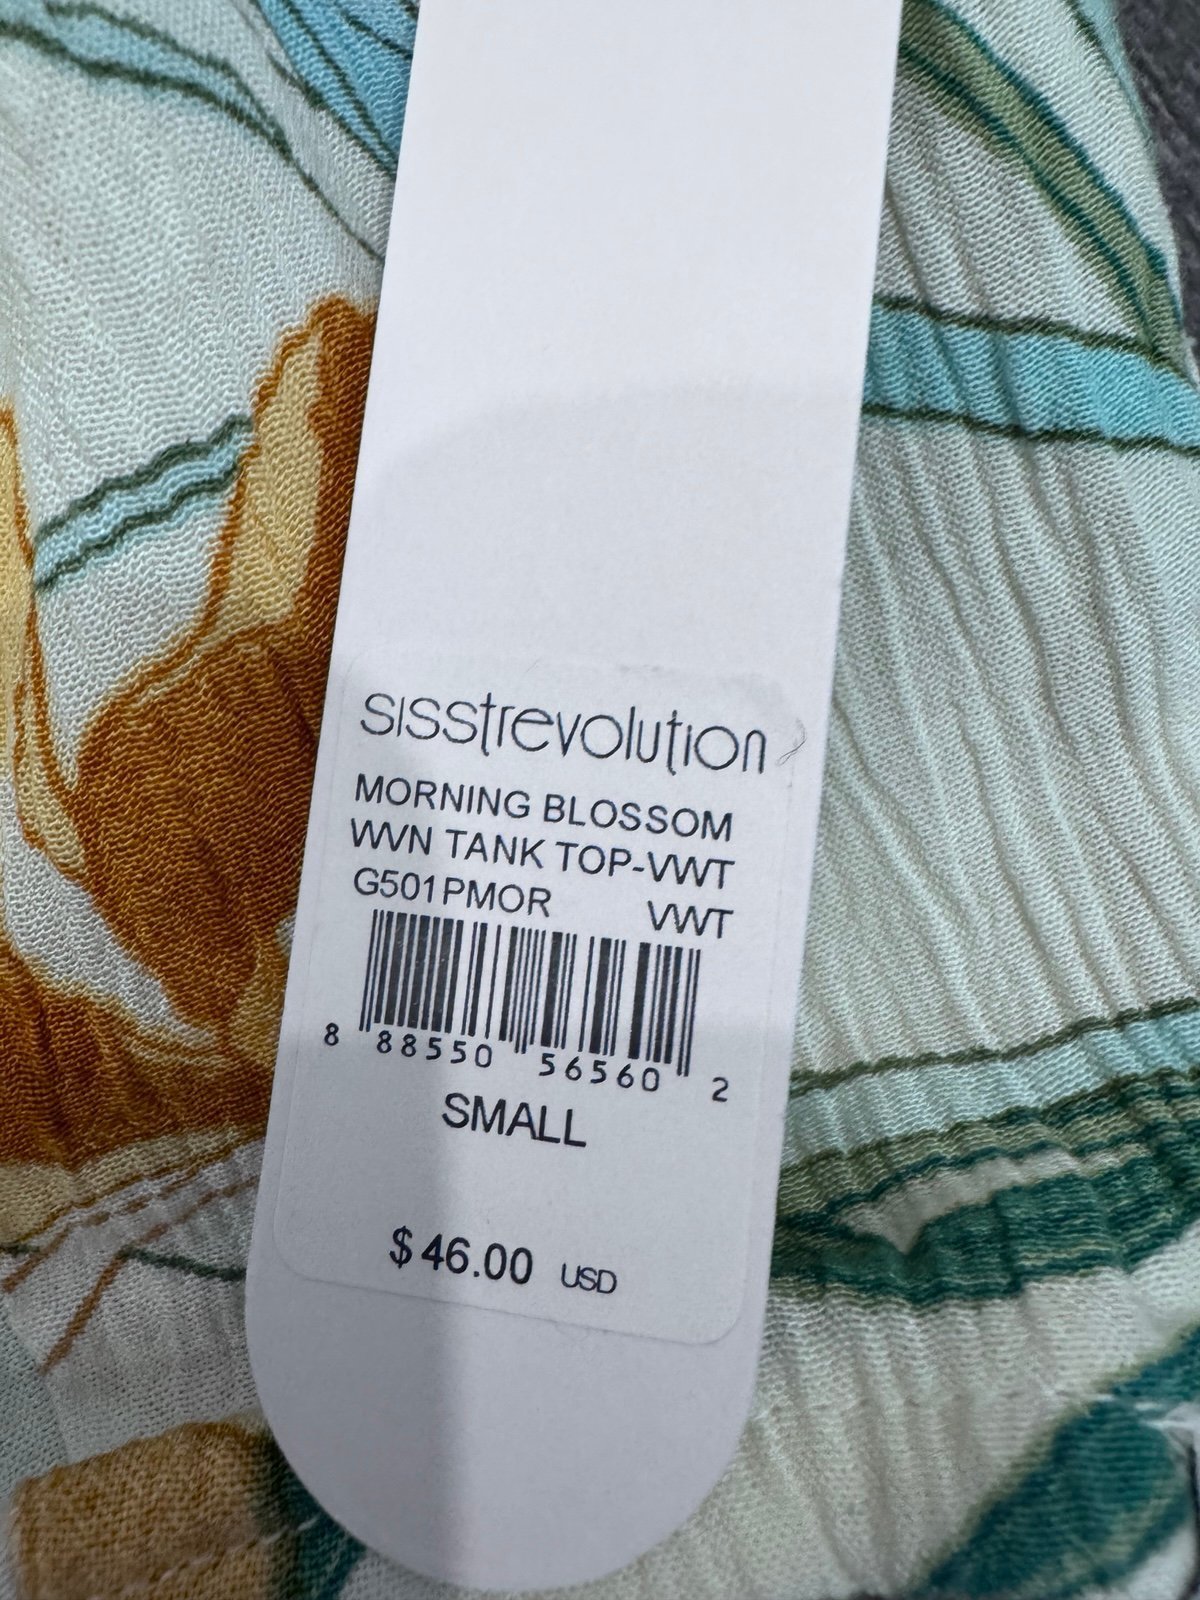 sisstrevolution
MORNING BLOSSOM
WVN TANK TOP-VWT
G501PMOR VWT
8 88550 56560 2
SMALL
$46.00 USD